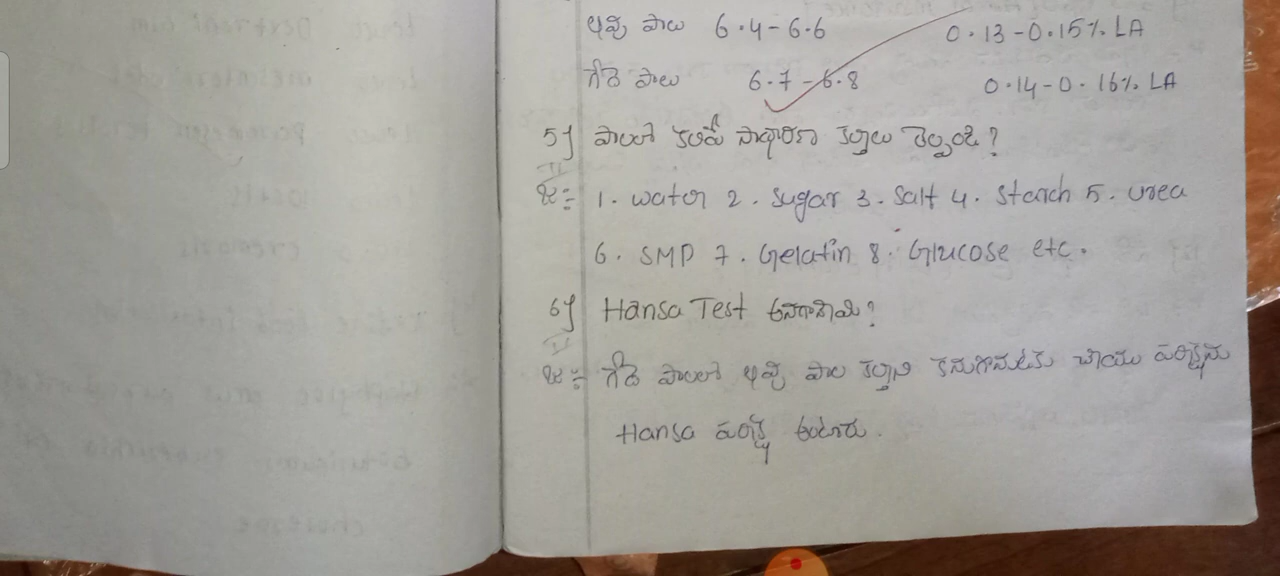 ఆవు పాలు 6.4-6.6 0.13-0.15% LA
గేదె పాలు 6.7-6.8 0.14-0.16% LA
5) పాలలో కలిపే సాధారణ కల్తీలు తెల్పండి?
జ:= 1. water 2. Sugar 3. Salt 4. Starch 5. Urea
6. SMP 7. Gelatin 8. Glucose etc.
6) Hansa Test అనగానేమి?
జ:= గేదె పాలలో ఆవు పాల కల్తీని కనుగొనుటకు చేయు పరీక్షను
Hansa పరీక్ష అంటారు.